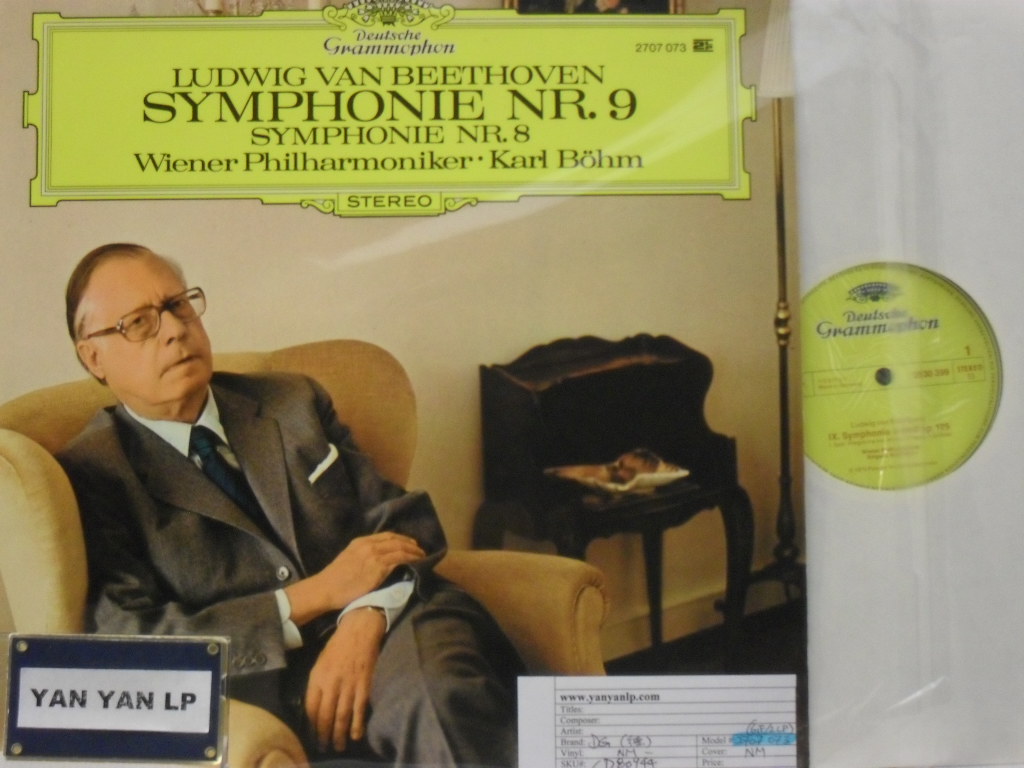 Deutsche
Grammophon
2707 073
LUDWIG VAN BEETHOVEN
SYMPHONIE NR. 9
SYMPHONIE NR. 8
Wiener Philharmoniker · Karl Böhm
STEREO
Deutsche
Grammophon
1
STEREO
IX. Symphonie
YAN YAN LP
www.yanyanlp.com
Titles:
Composer:
Artist:
Brand: DG
Model
Vinyl: NM -
Cover: NM
SKU#:
Price: